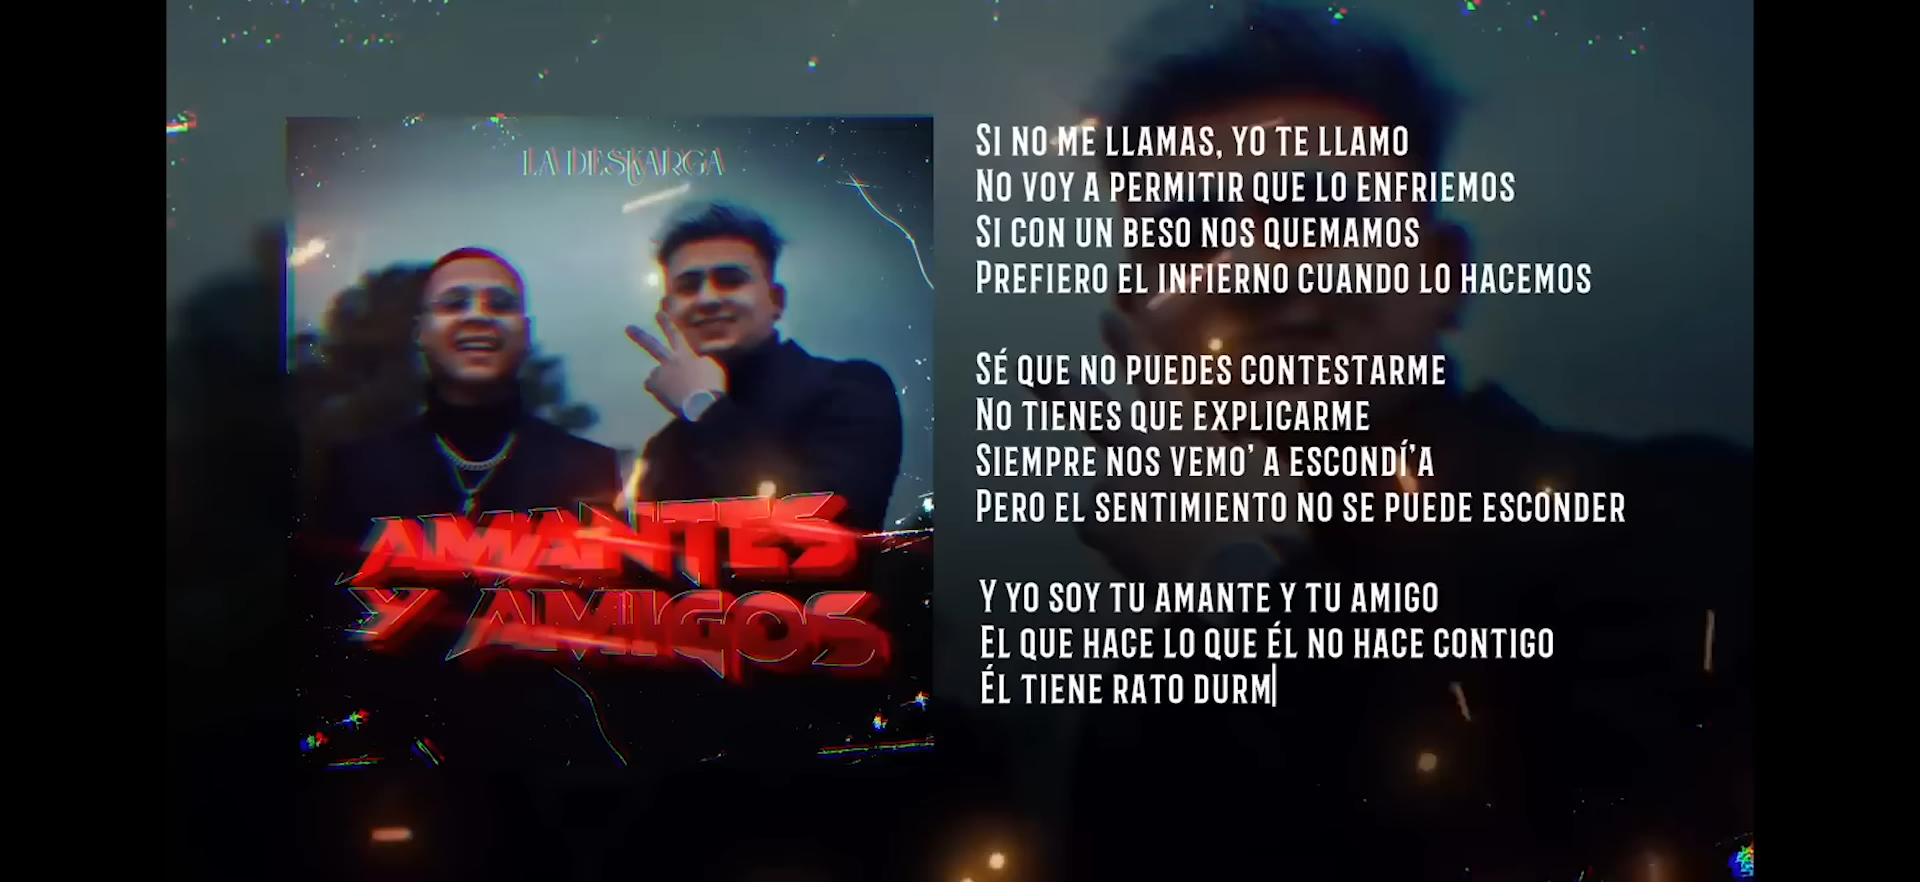 LA DESKARGA
AMANTES
Y AMIGOS
SI NO ME LLAMAS, YO TE LLAMO
NO VOY A PERMITIR QUE LO ENFRIEMOS
SI CON UN BESO NOS QUEMAMOS
PREFIERO EL INFIERNO CUANDO LO HACEMOS
SÉ QUE NO PUEDES CONTESTARME
NO TIENES QUE EXPLICARME
SIEMPRE NOS VEMO' A ESCONDÍ'A
PERO EL SENTIMIENTO NO SE PUEDE ESCONDER
Y YO SOY TU AMANTE Y TU AMIGO
EL QUE HACE LO QUE ÉL NO HACE CONTIGO
ÉL TIENE RATO DURM